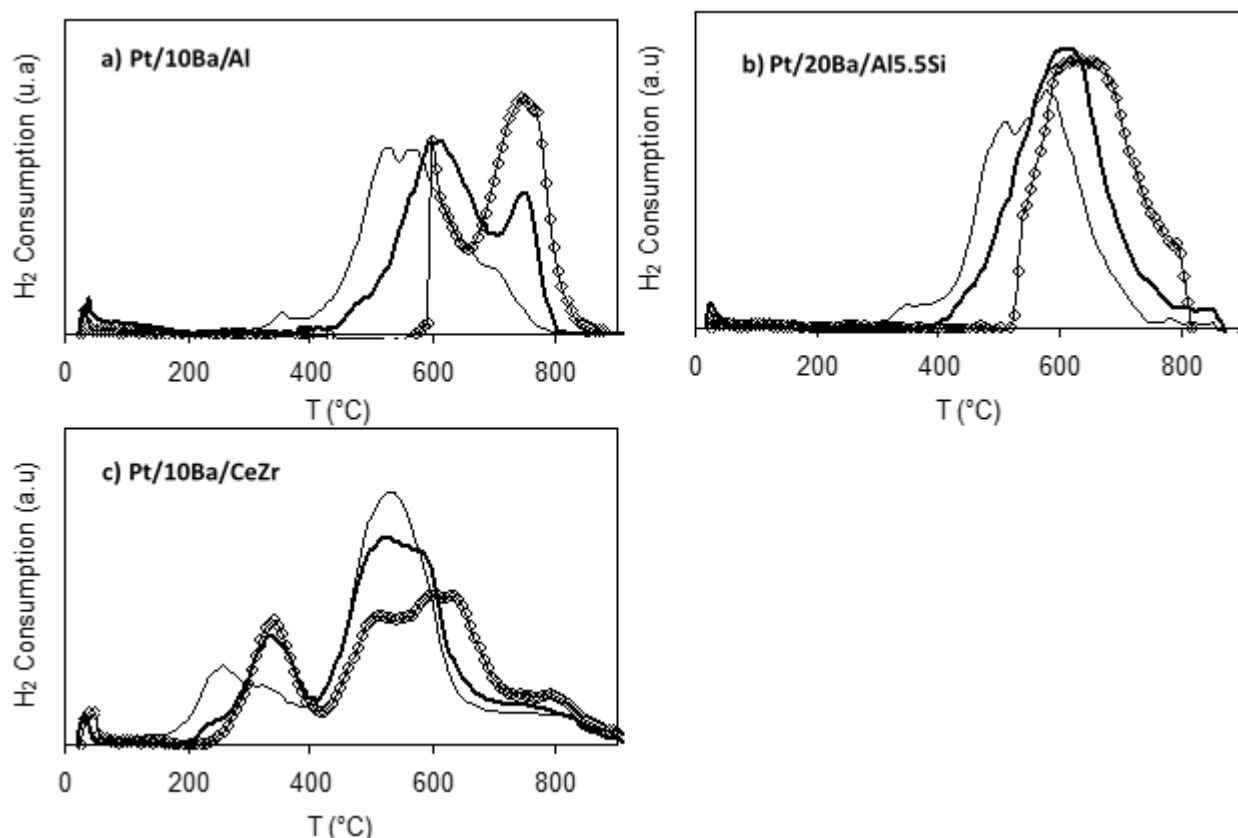 a) Pt/10Ba/Al
H₂ Consumption (u.a)
0 200 400 600 800
T (°C)
b) Pt/20Ba/Al5.5Si
H₂ Consumption (a.u)
0 200 400 600 800
T (°C)
c) Pt/10Ba/CeZr
H₂ Consumption (a.u)
0 200 400 600 800
T (°C)